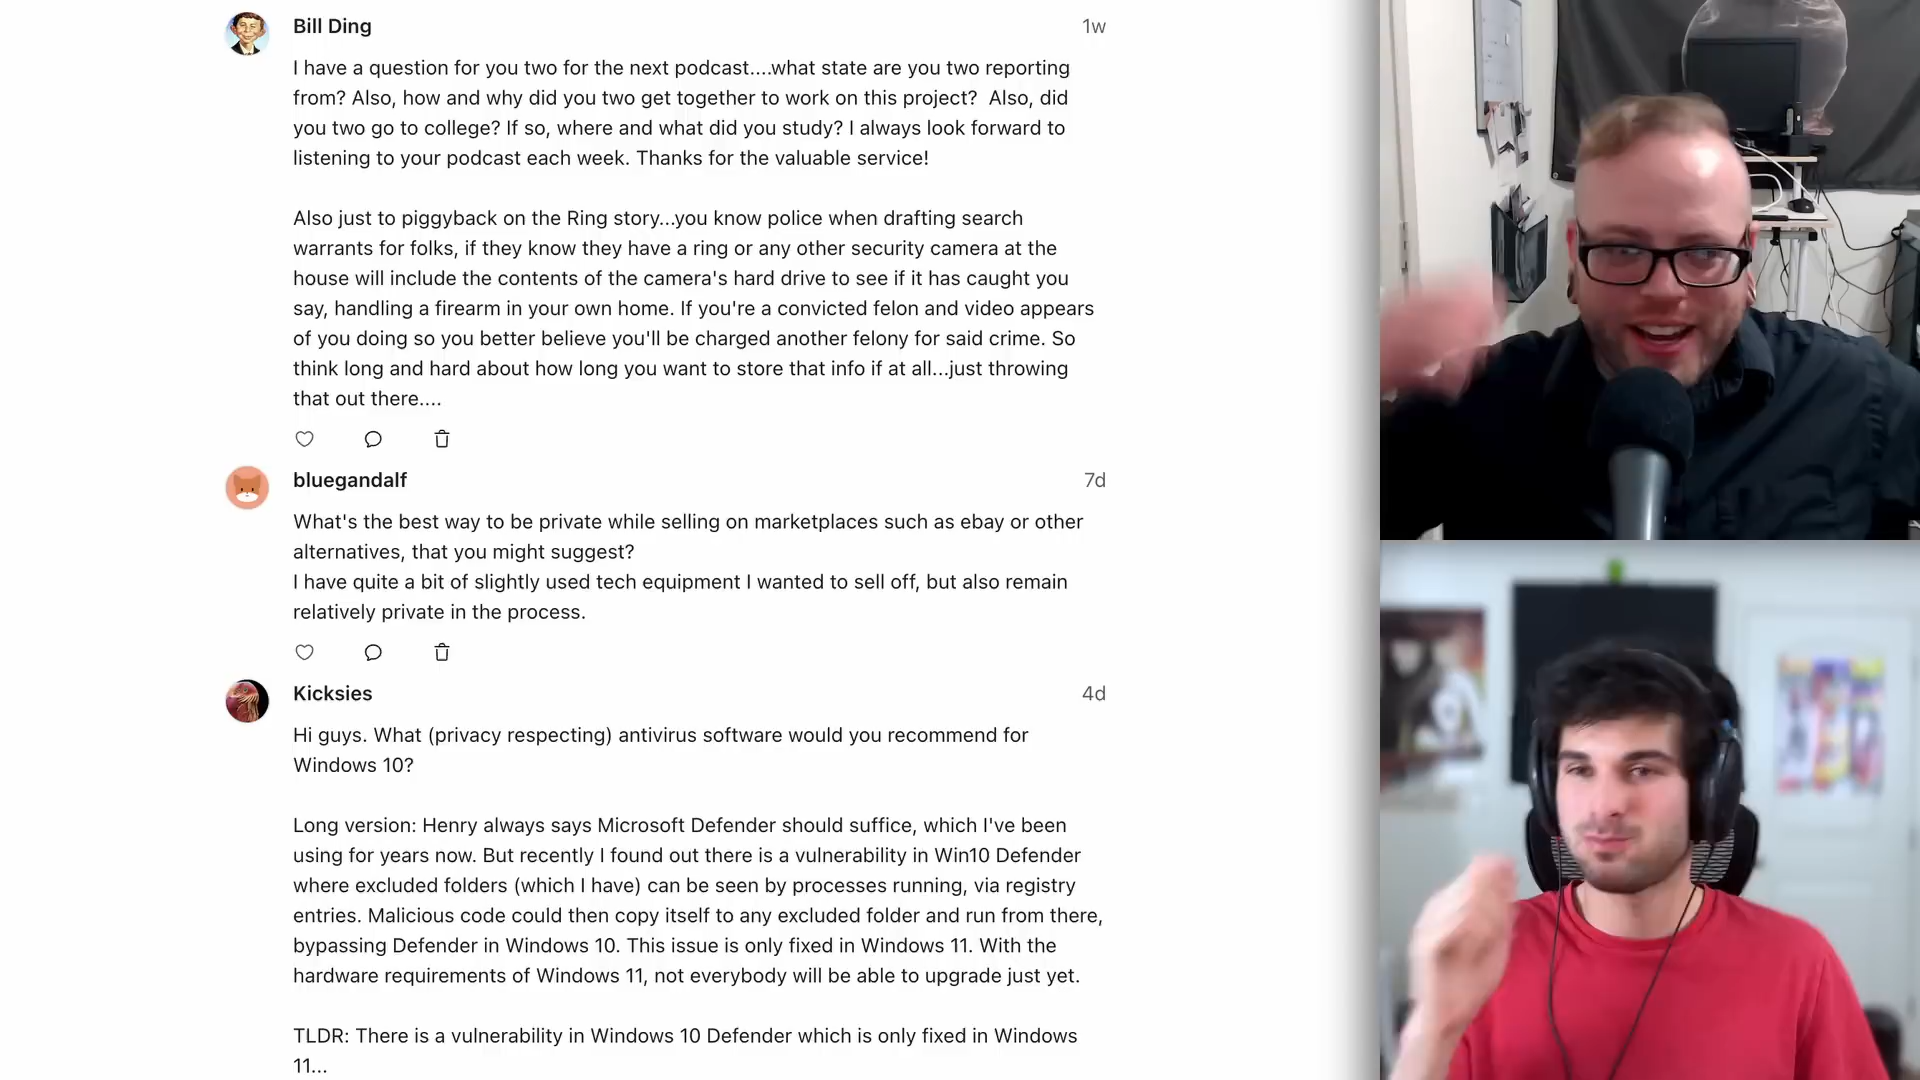 Bill Ding
1w
I have a question for you two for the next podcast....what state are you two reporting
from? Also, how and why did you two get together to work on this project?  Also, did
you two go to college? If so, where and what did you study? I always look forward to
listening to your podcast each week. Thanks for the valuable service!
Also just to piggyback on the Ring story...you know police when drafting search
warrants for folks, if they know they have a ring or any other security camera at the
house will include the contents of the camera's hard drive to see if it has caught you
say, handling a firearm in your own home. If you're a convicted felon and video appears
of you doing so you better believe you'll be charged another felony for said crime. So
think long and hard about how long you want to store that info if at all...just throwing
that out there....
bluegandalf
7d
What's the best way to be private while selling on marketplaces such as ebay or other
alternatives, that you might suggest?
I have quite a bit of slightly used tech equipment I wanted to sell off, but also remain
relatively private in the process.
Kicksies
4d
Hi guys. What (privacy respecting) antivirus software would you recommend for
Windows 10?
Long version: Henry always says Microsoft Defender should suffice, which I've been
using for years now. But recently I found out there is a vulnerability in Win10 Defender
where excluded folders (which I have) can be seen by processes running, via registry
entries. Malicious code could then copy itself to any excluded folder and run from there,
bypassing Defender in Windows 10. This issue is only fixed in Windows 11. With the
hardware requirements of Windows 11, not everybody will be able to upgrade just yet.
TLDR: There is a vulnerability in Windows 10 Defender which is only fixed in Windows
11...